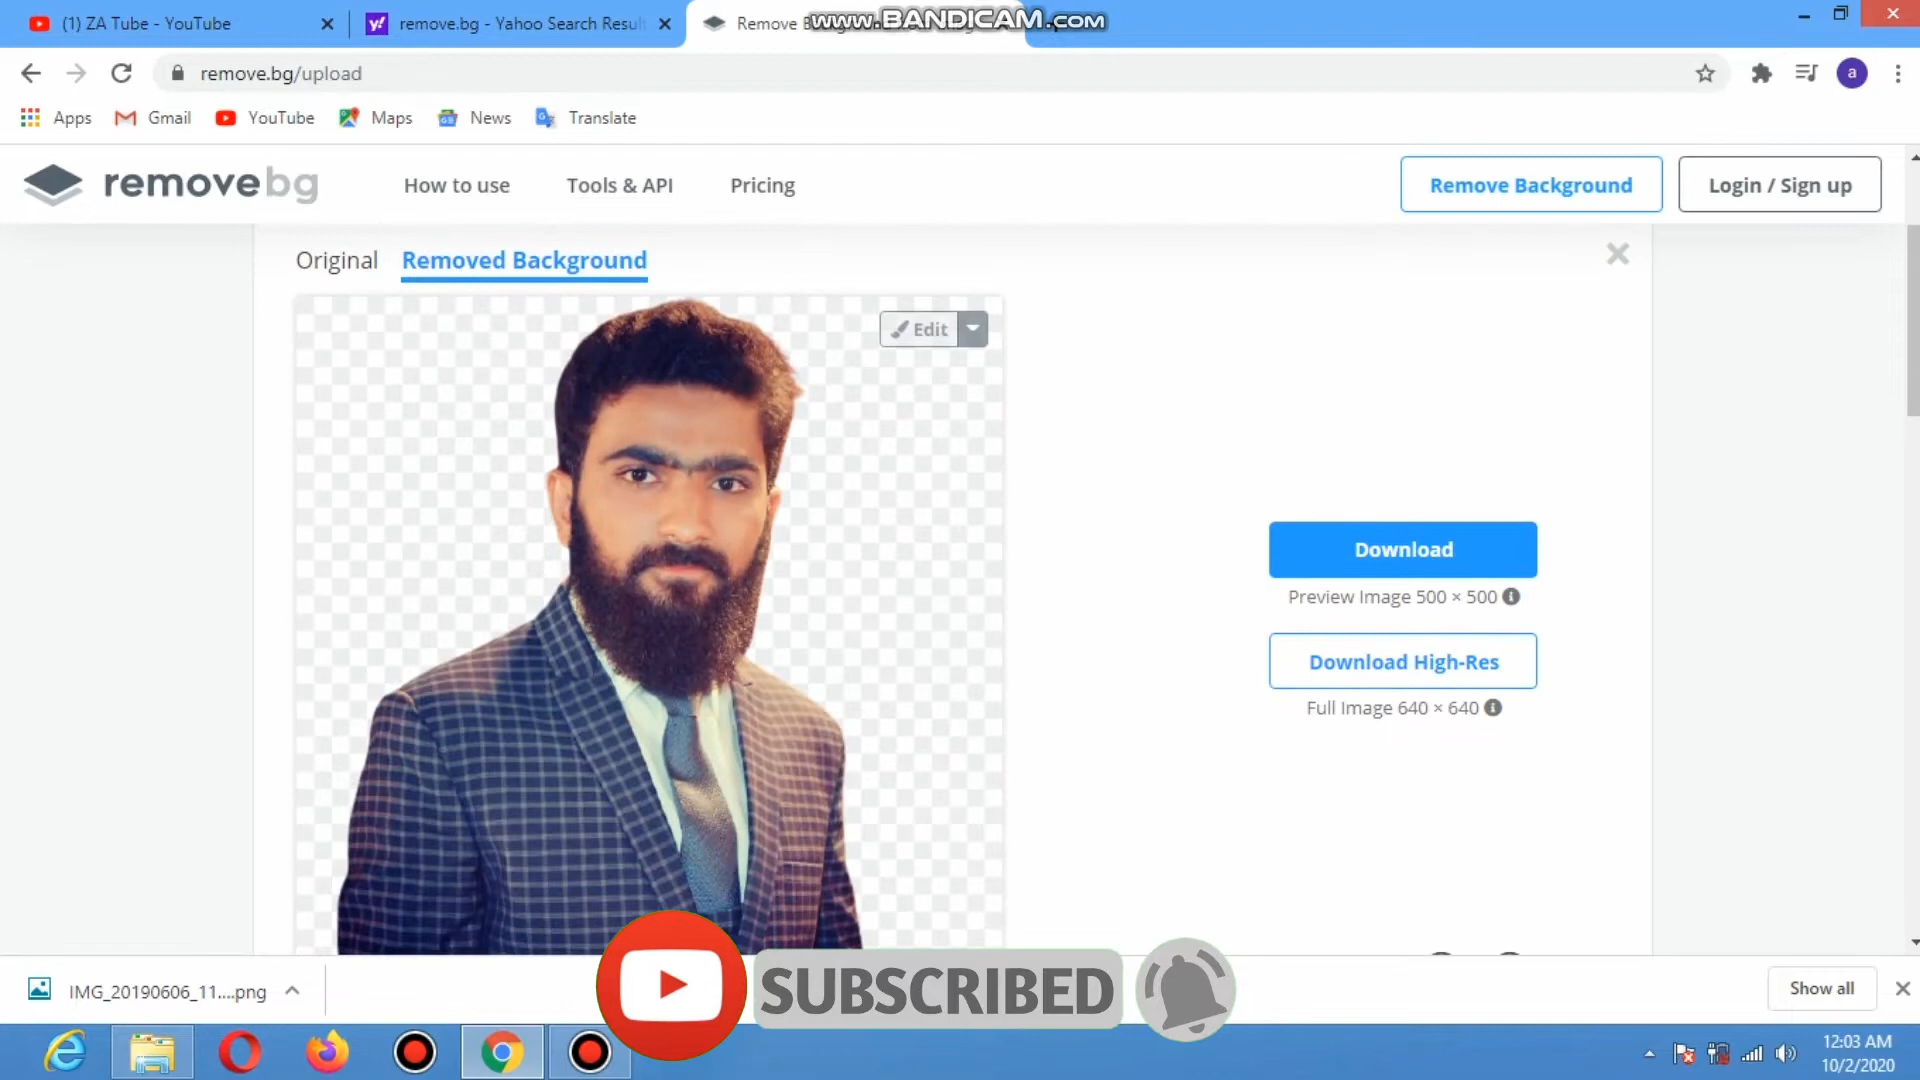 (1) ZA Tube - YouTube
remove.bg - Yahoo Search Resul
Remove B
www.BANDICAM.com
remove.bg/upload
a
Apps
Gmail
YouTube
Maps
News
Translate
removebg
How to use
Tools & API
Pricing
Remove Background
Login / Sign up
Original
Removed Background
Edit
Download
Preview Image 500 × 500
Download High-Res
Full Image 640 × 640
IMG_20190606_11....png
SUBSCRIBED
Show all
12:03 AM
10/2/2020